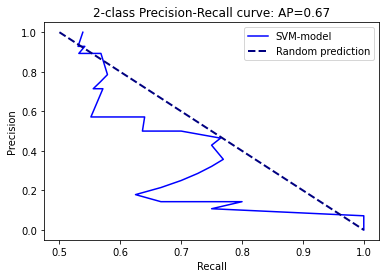 2-class Precision-Recall curve: AP=0.67
SVM-model
Random prediction
Precision
1.0
0.8
0.6
0.4
0.2
0.0
0.5 0.6 0.7 0.8 0.9 1.0
Recall